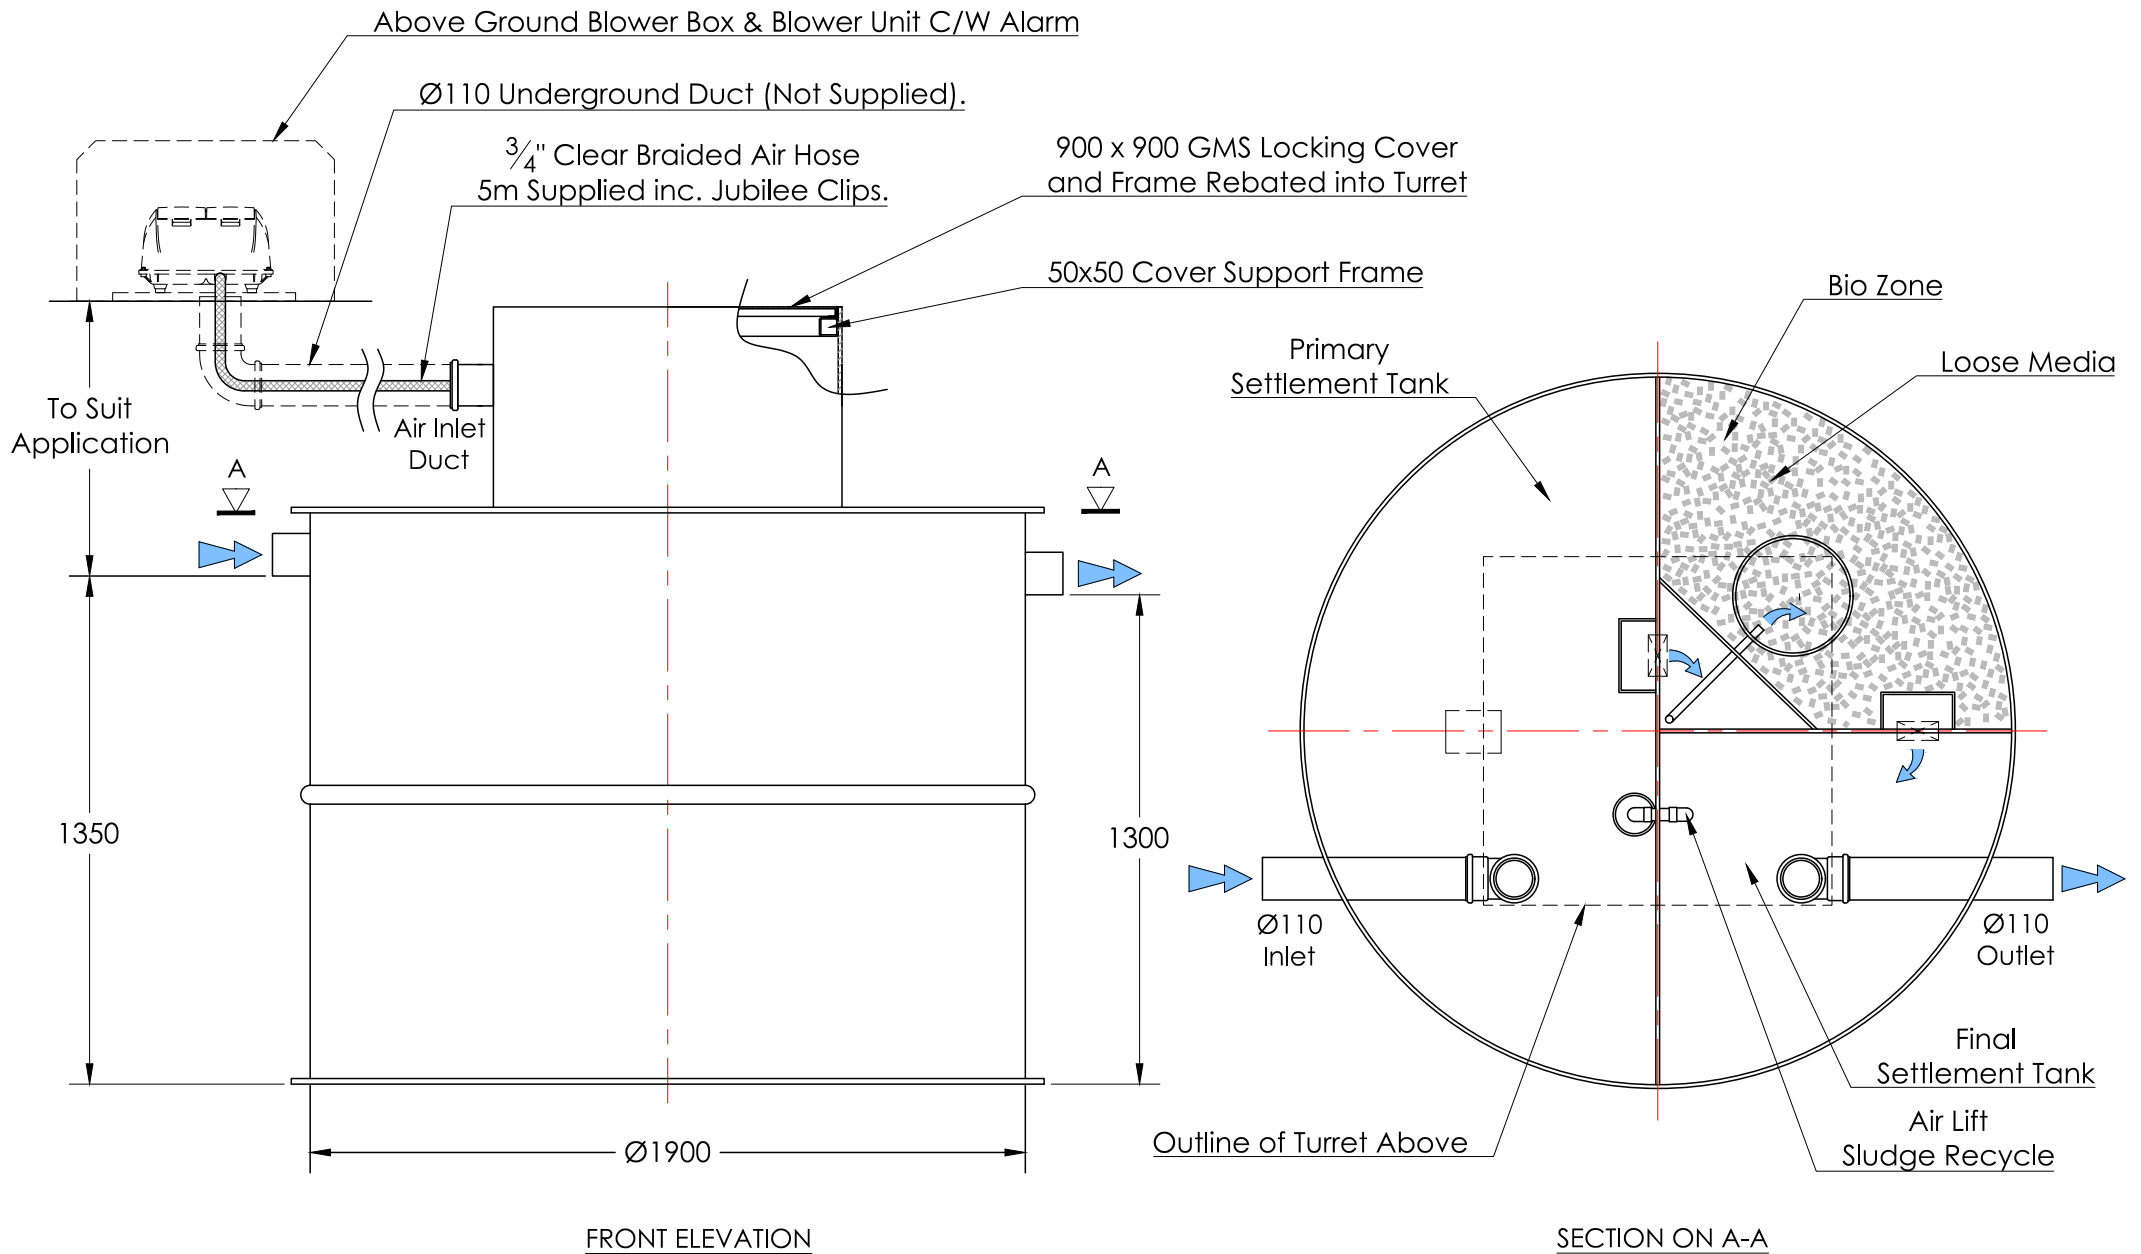 Above Ground Blower Box & Blower Unit C/W Alarm
Ø110 Underground Duct (Not Supplied).
3/4" Clear Braided Air Hose
5m Supplied inc. Jubilee Clips.
900 x 900 GMS Locking Cover
and Frame Rebated into Turret
50x50 Cover Support Frame
To Suit
Application
Air Inlet
Duct
A
A
1350
1300
Ø1900
FRONT ELEVATION
Bio Zone
Primary
Settlement Tank
Loose Media
Ø110
Inlet
Ø110
Outlet
Final
Settlement Tank
Air Lift
Sludge Recycle
Outline of Turret Above
SECTION ON A-A